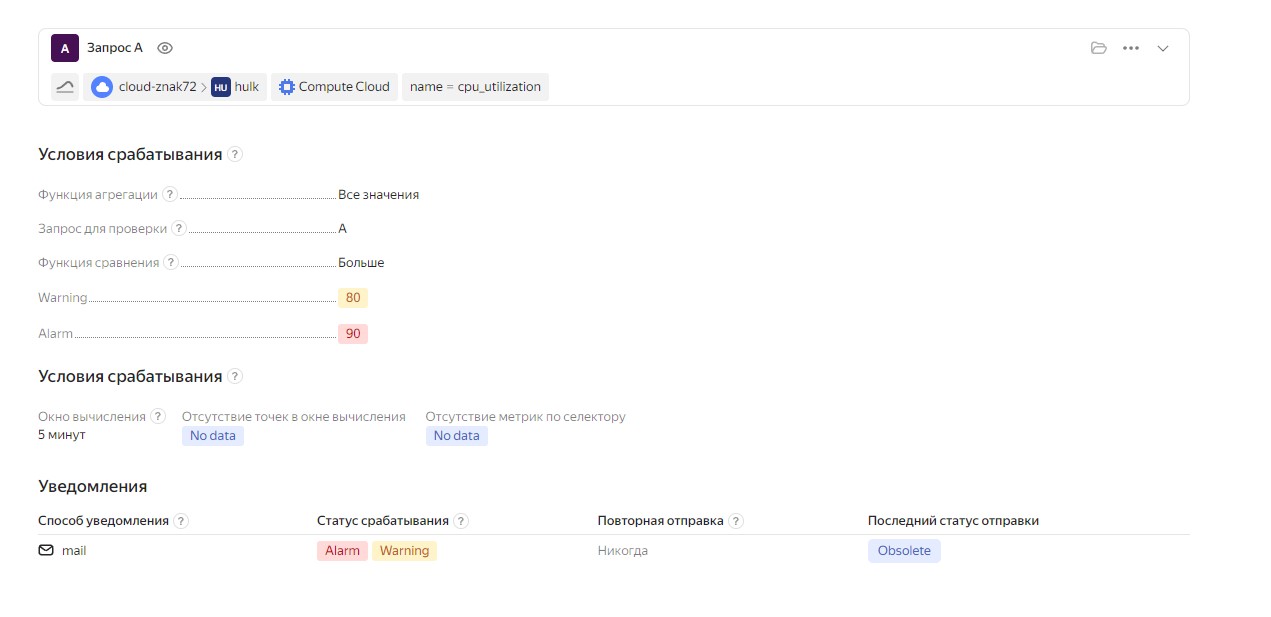 A Запрос A
cloud-znak72 > HU hulk Compute Cloud name = cpu_utilization
Условия срабатывания ?
Функция агрегации ? Все значения
Запрос для проверки ? A
Функция сравнения ? Больше
Warning 80
Alarm 90
Условия срабатывания ?
Окно вычисления ? Отсутствие точек в окне вычисления Отсутствие метрик по селектору
5 минут No data No data
Уведомления
Способ уведомления ? Статус срабатывания ? Повторная отправка ? Последний статус отправки
mail Alarm Warning Никогда Obsolete